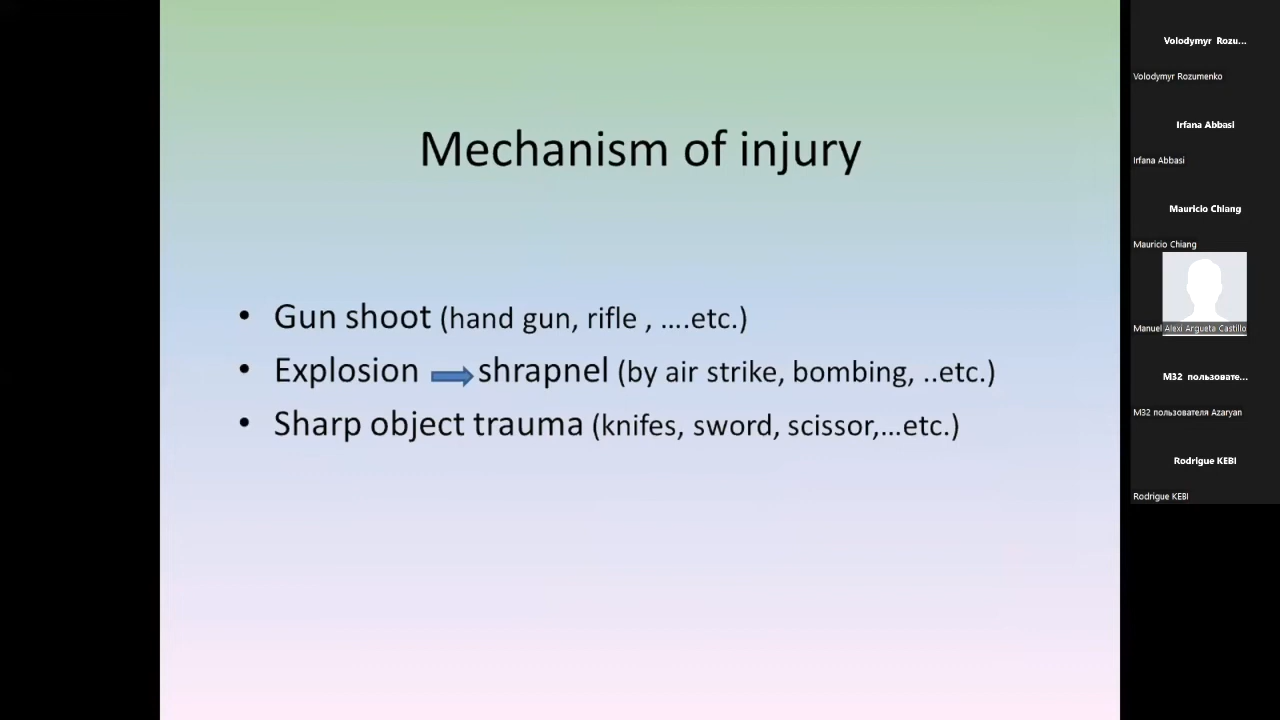 Mechanism of injury
• Gun shoot (hand gun, rifle , ....etc.)
• Explosion shrapnel (by air strike, bombing, ..etc.)
• Sharp object trauma (knifes, sword, scissor,...etc.)
Volodymyr Rozu...
Volodymyr Rozumenko
Irfana Abbasi
Irfana Abbasi
Mauricio Chiang
Mauricio Chiang
Manuel Alexi Argueta Castillo
M32 пользовате...
M32 пользователя Azaryan
Rodrigue KEBI
Rodrigue KEBI